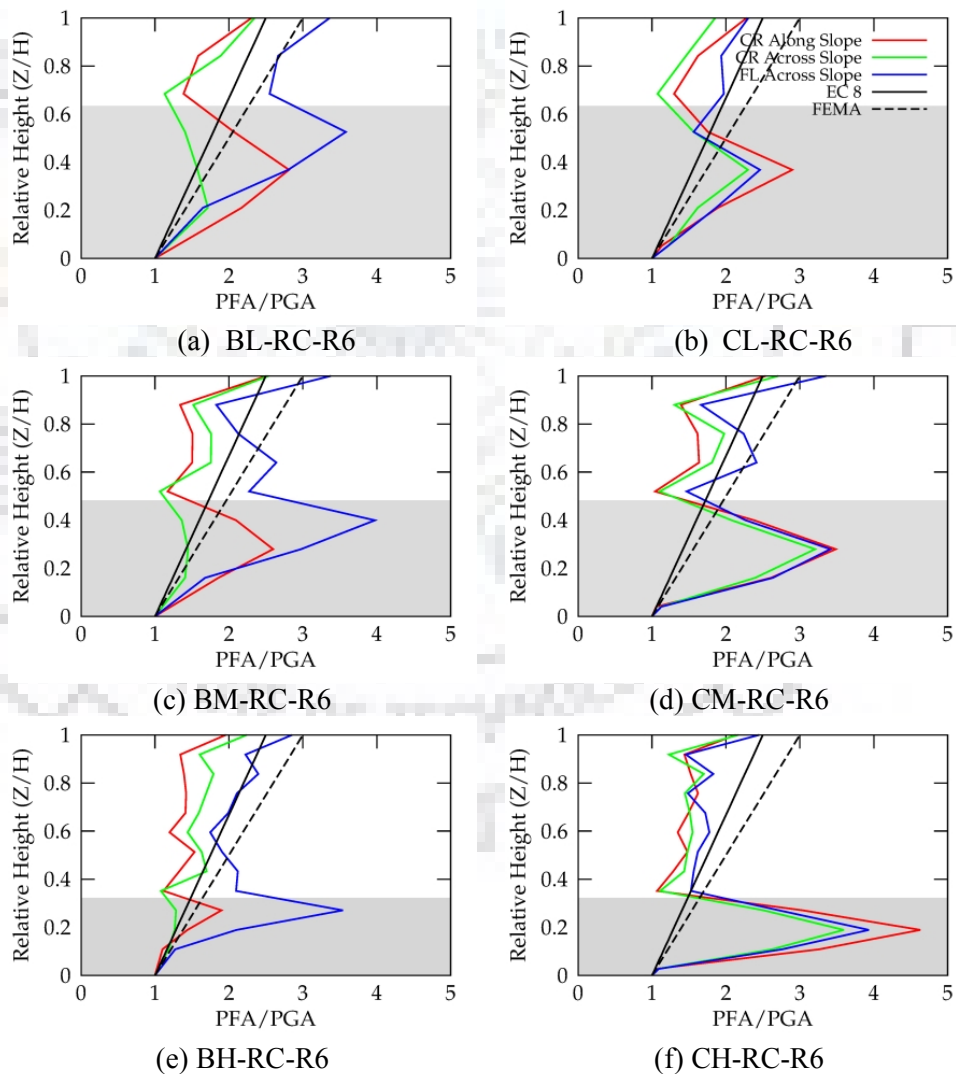 1
0.8
0.6
0.4
0.2
0
Relative Height (Z/H)
0 1 2 3 4 5
PFA/PGA
(a) BL-RC-R6
1
0.8
0.6
0.4
0.2
0
Relative Height (Z/H)
CR Along Slope
CR Across Slope
FL Across Slope
EC 8
FEMA
0 1 2 3 4 5
PFA/PGA
(b) CL-RC-R6
1
0.8
0.6
0.4
0.2
0
Relative Height (Z/H)
0 1 2 3 4 5
PFA/PGA
(c) BM-RC-R6
1
0.8
0.6
0.4
0.2
0
Relative Height (Z/H)
0 1 2 3 4 5
PFA/PGA
(d) CM-RC-R6
1
0.8
0.6
0.4
0.2
0
Relative Height (Z/H)
0 1 2 3 4 5
PFA/PGA
(e) BH-RC-R6
1
0.8
0.6
0.4
0.2
0
Relative Height (Z/H)
0 1 2 3 4 5
PFA/PGA
(f) CH-RC-R6